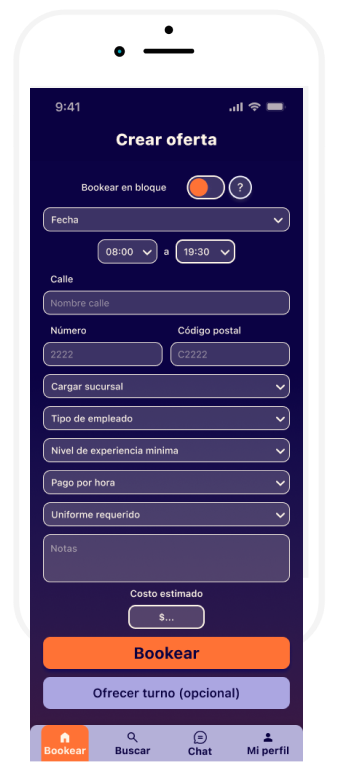 9:41
Crear oferta
Bookear en bloque ?
Fecha
08:00 a 19:30
Calle
Nombre calle
Número Código postal
2222 C2222
Cargar sucursal
Tipo de empleado
Nivel de experiencia minima
Pago por hora
Uniforme requerido
Notas
Costo estimado
$...
Bookear
Ofrecer turno (opcional)
Bookear Buscar Chat Mi perfil